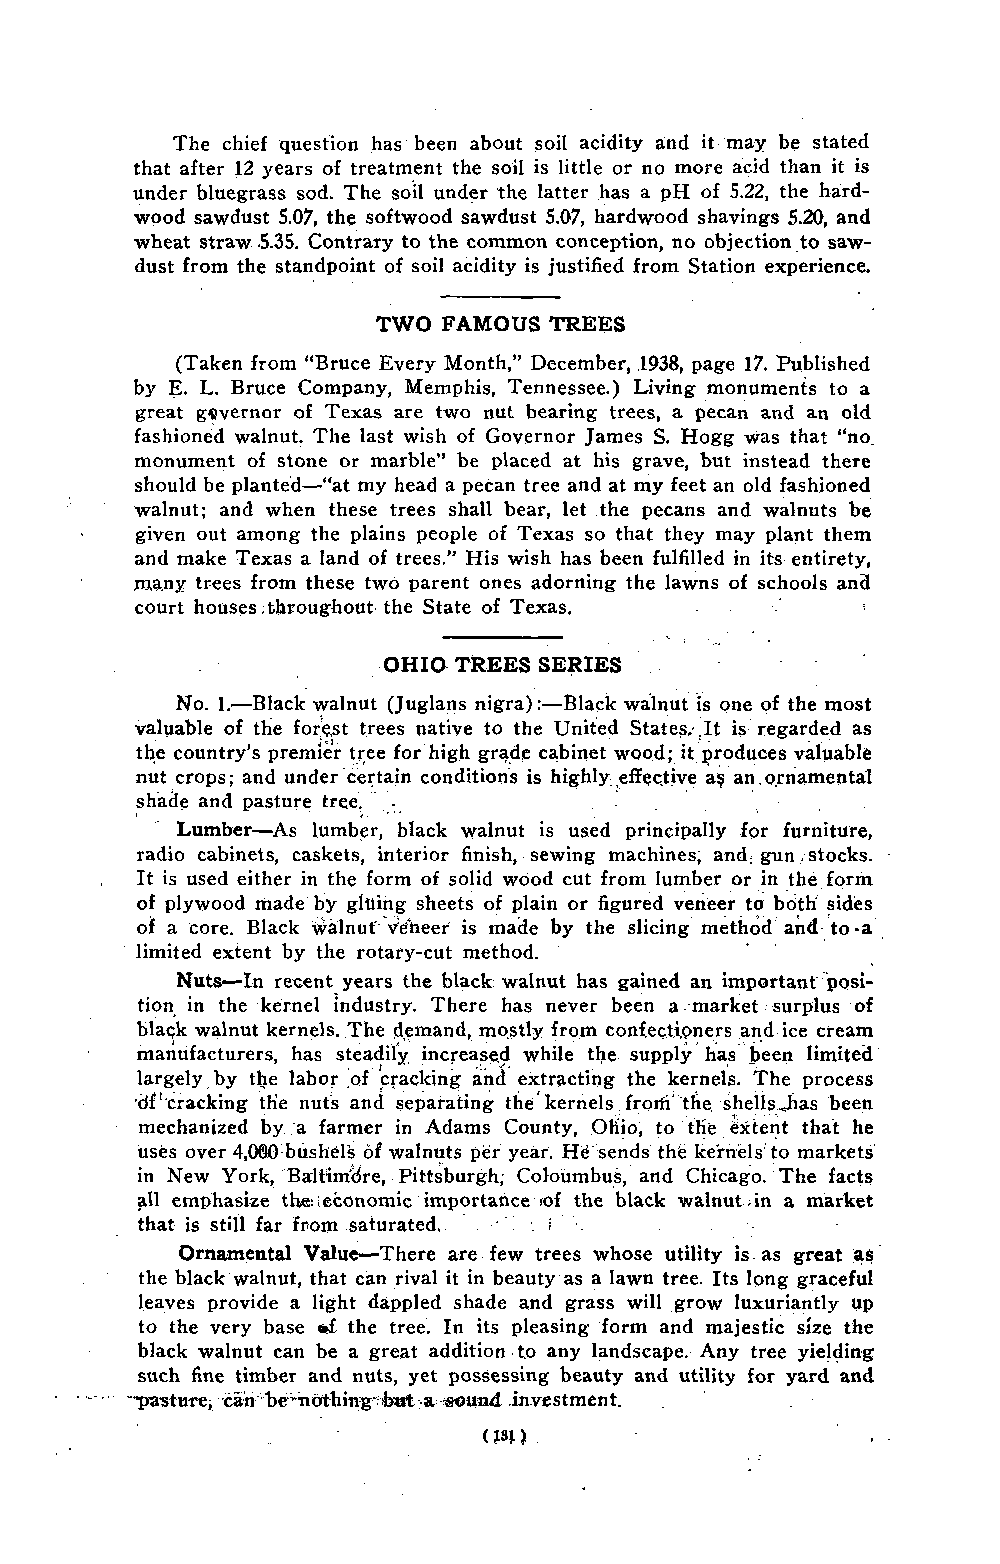 The chief question has been about soil acidity and it may be stated
that after 12 years of treatment the soil is little or no more acid than it is
under bluegrass sod. The soil under the latter has a pH of 5.22, the hard-
wood sawdust 5.07, the softwood sawdust 5.07, hardwood shavings 5.20, and
wheat straw 5.35. Contrary to the common conception, no objection to saw-
dust from the standpoint of soil acidity is justified from Station experience.
TWO FAMOUS TREES
(Taken from "Bruce Every Month," December, 1938, page 17. Published
by E. L. Bruce Company, Memphis, Tennessee.) Living monuments to a
great governor of Texas are two nut bearing trees, a pecan and an old
fashioned walnut. The last wish of Governor James S. Hogg was that "no
monument of stone or marble" be placed at his grave, but instead there
should be planted—"at my head a pecan tree and at my feet an old fashioned
walnut; and when these trees shall bear, let the pecans and walnuts be
given out among the plains people of Texas so that they may plant them
and make Texas a land of trees." His wish has been fulfilled in its entirety,
many trees from these two parent ones adorning the lawns of schools and
court houses throughout the State of Texas.
OHIO TREES SERIES
No. 1.—Black walnut (Juglans nigra):—Black walnut is one of the most
valuable of the forest trees native to the United States. It is regarded as
the country's premier tree for high grade cabinet wood; it produces valuable
nut crops; and under certain conditions is highly effective as an ornamental
shade and pasture tree.
Lumber—As lumber, black walnut is used principally for furniture,
radio cabinets, caskets, interior finish, sewing machines, and gun stocks.
It is used either in the form of solid wood cut from lumber or in the form
of plywood made by gluing sheets of plain or figured veneer to both sides
of a core. Black walnut veneer is made by the slicing method and to a
limited extent by the rotary-cut method.
Nuts—In recent years the black walnut has gained an important posi-
tion in the kernel industry. There has never been a market surplus of
black walnut kernels. The demand, mostly from confectioners and ice cream
manufacturers, has steadily increased while the supply has been limited
largely by the labor of cracking and extracting the kernels. The process
of cracking the nuts and separating the kernels from the shells has been
mechanized by a farmer in Adams County, Ohio, to the extent that he
uses over 4,000 bushels of walnuts per year. He sends the kernels to markets
in New York, Baltimore, Pittsburgh, Coloumbus, and Chicago. The facts
all emphasize the economic importance of the black walnut in a market
that is still far from saturated.
Ornamental Value—There are few trees whose utility is as great as
the black walnut, that can rival it in beauty as a lawn tree. Its long graceful
leaves provide a light dappled shade and grass will grow luxuriantly up
to the very base of the tree. In its pleasing form and majestic size the
black walnut can be a great addition to any landscape. Any tree yielding
such fine timber and nuts, yet possessing beauty and utility for yard and
pasture, can be nothing but a sound investment.
(131)